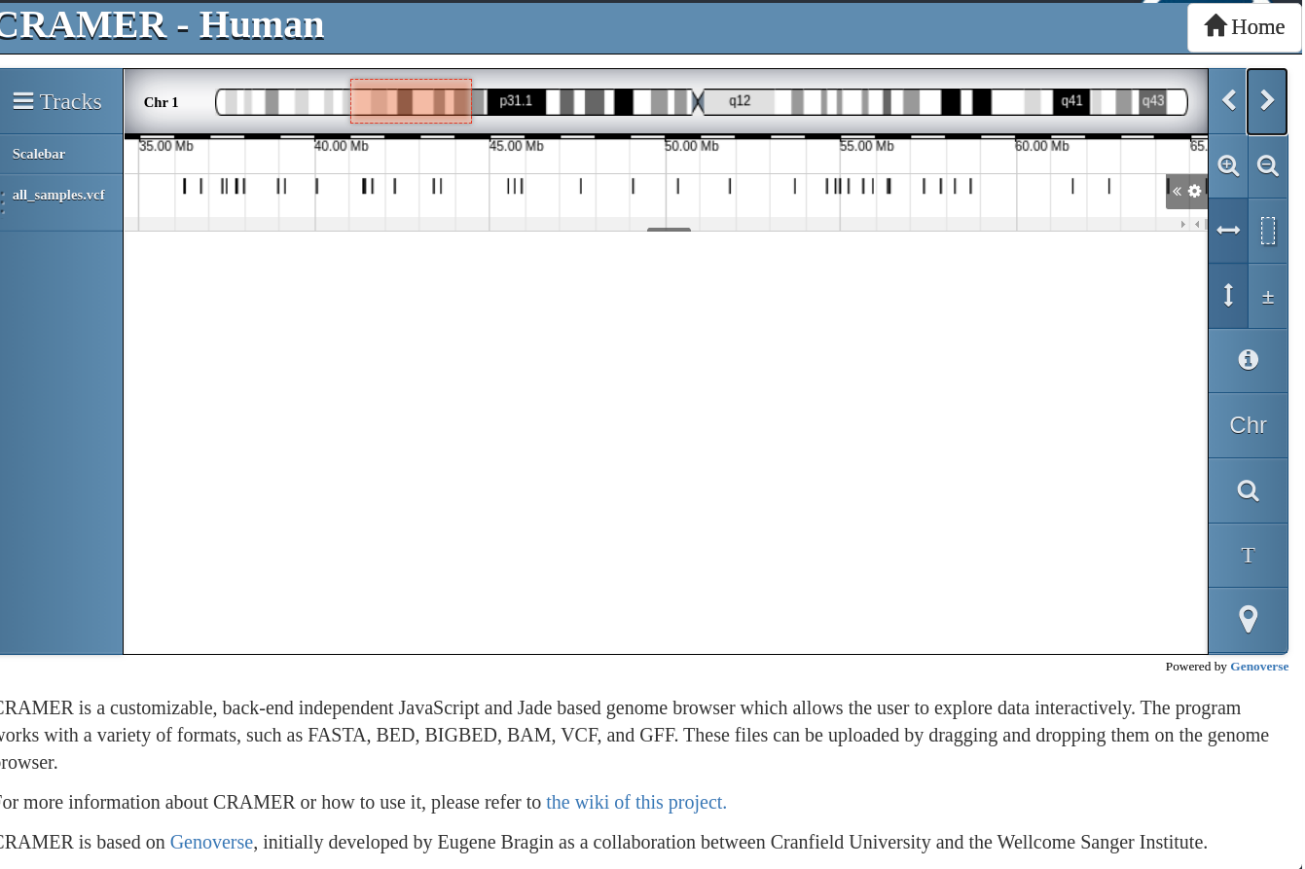 CRAMER - Human
Home
Tracks
Chr 1
p31.1
q12
q41
q43
Scalebar
35.00 Mb
40.00 Mb
45.00 Mb
50.00 Mb
55.00 Mb
60.00 Mb
65.
all_samples.vcf
Chr
T
Powered by Genoverse
CRAMER is a customizable, back-end independent JavaScript and Jade based genome browser which allows the user to explore data interactively. The program
works with a variety of formats, such as FASTA, BED, BIGBED, BAM, VCF, and GFF. These files can be uploaded by dragging and dropping them on the genome
browser.
For more information about CRAMER or how to use it, please refer to the wiki of this project.
CRAMER is based on Genoverse, initially developed by Eugene Bragin as a collaboration between Cranfield University and the Wellcome Sanger Institute.